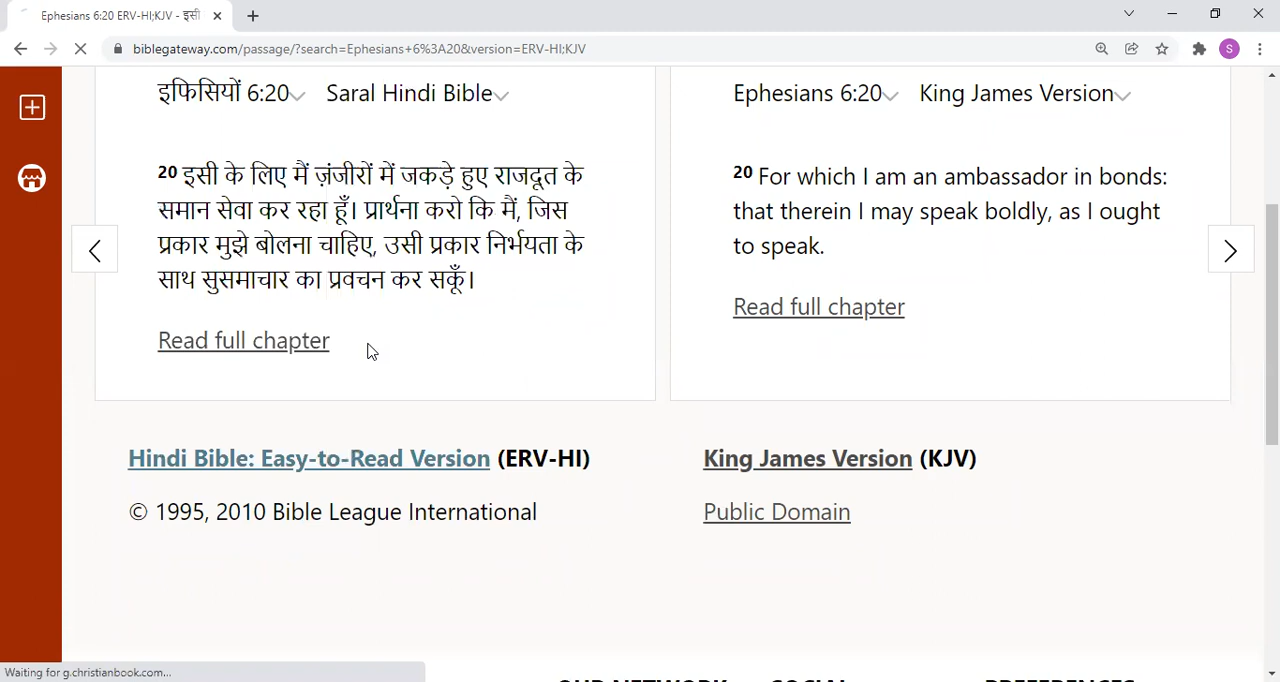 Ephesians 6:20 ERV-HI;KJV - इसी
biblegateway.com/passage/?search=Ephesians+6%3A20&version=ERV-HI;KJV
S
इफिसियों 6:20 Saral Hindi Bible
20 इसी के लिए मैं ज़ंजीरों में जकड़े हुए राजदूत के
समान सेवा कर रहा हूँ। प्रार्थना करो कि मैं, जिस
प्रकार मुझे बोलना चाहिए, उसी प्रकार निर्भयता के
साथ सुसमाचार का प्रवचन कर सकूँ।
Read full chapter
Ephesians 6:20 King James Version
20 For which I am an ambassador in bonds:
that therein I may speak boldly, as I ought
to speak.
Read full chapter
Hindi Bible: Easy-to-Read Version (ERV-HI)
© 1995, 2010 Bible League International
King James Version (KJV)
Public Domain
OUR NETWORK SOCIAL PREFERENCES
Waiting for g.christianbook.com...